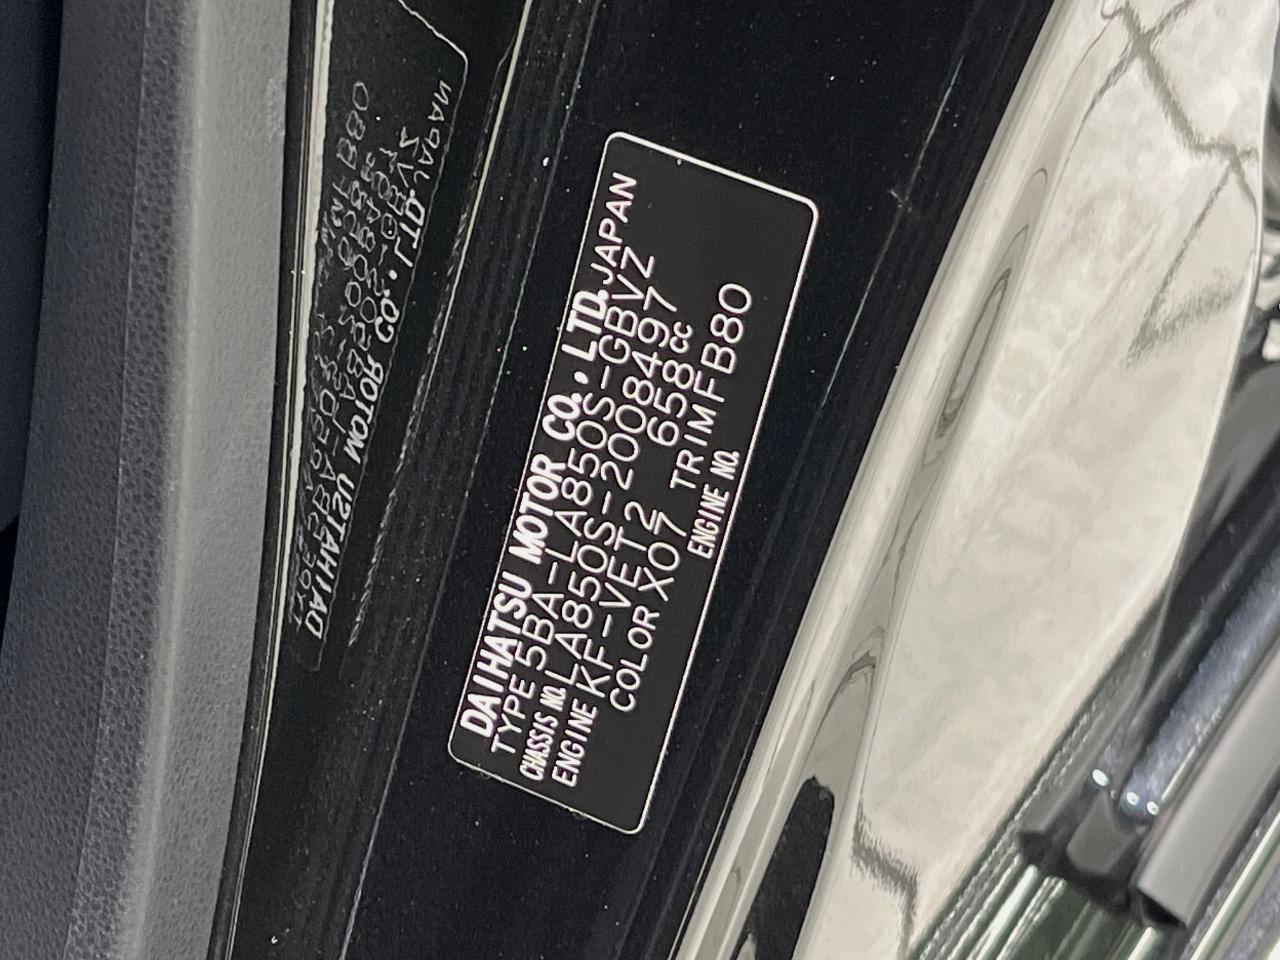 DAIHATSU MOTOR CO.・LTD. JAPAN
TYPE 5BA-LA850S-GBVZ
CHASSIS NO. LA850S-2008497
ENGINE KF-VET2 658cc
COLOR X07 TRIM FB80
ENGINE NO.